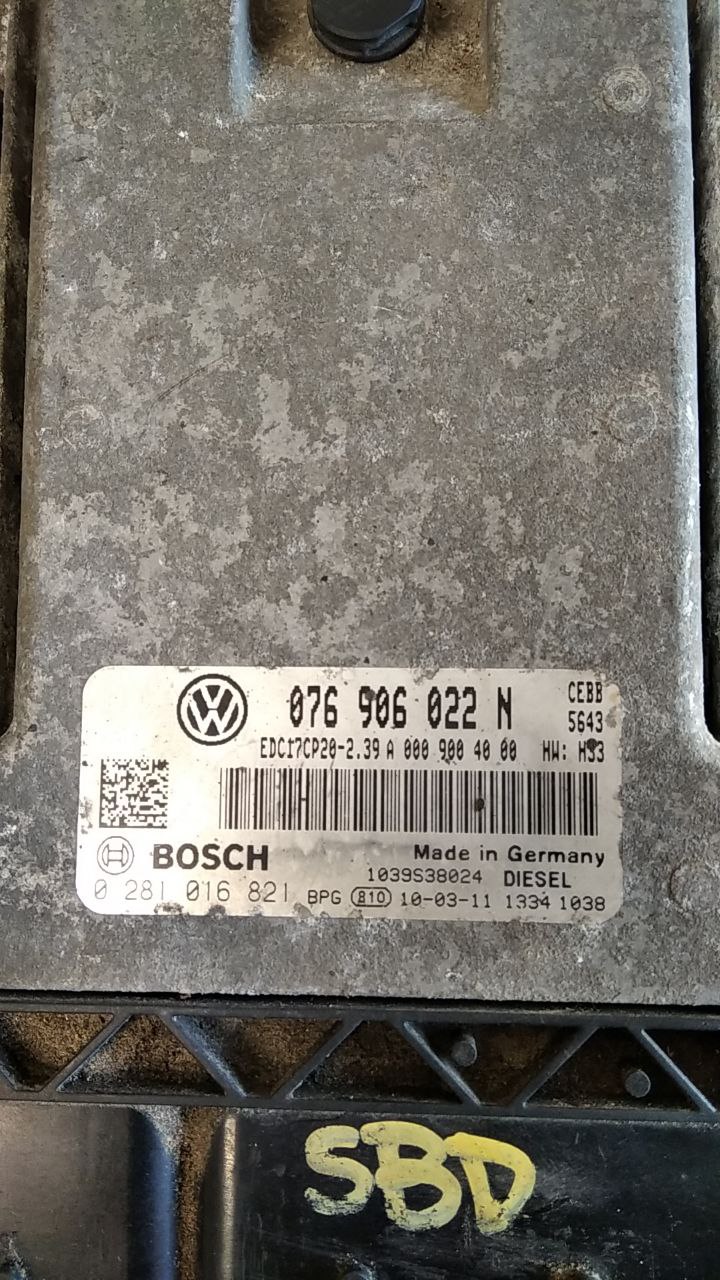 076 906 022 N
CEBB
5643
EDC17CP20-2.39 A 000 900 40 00 HW: H33
BOSCH
Made in Germany
1039S38024 DIESEL
0 281 016 821 BPG 810 10-03-11 1334 1038
SBD